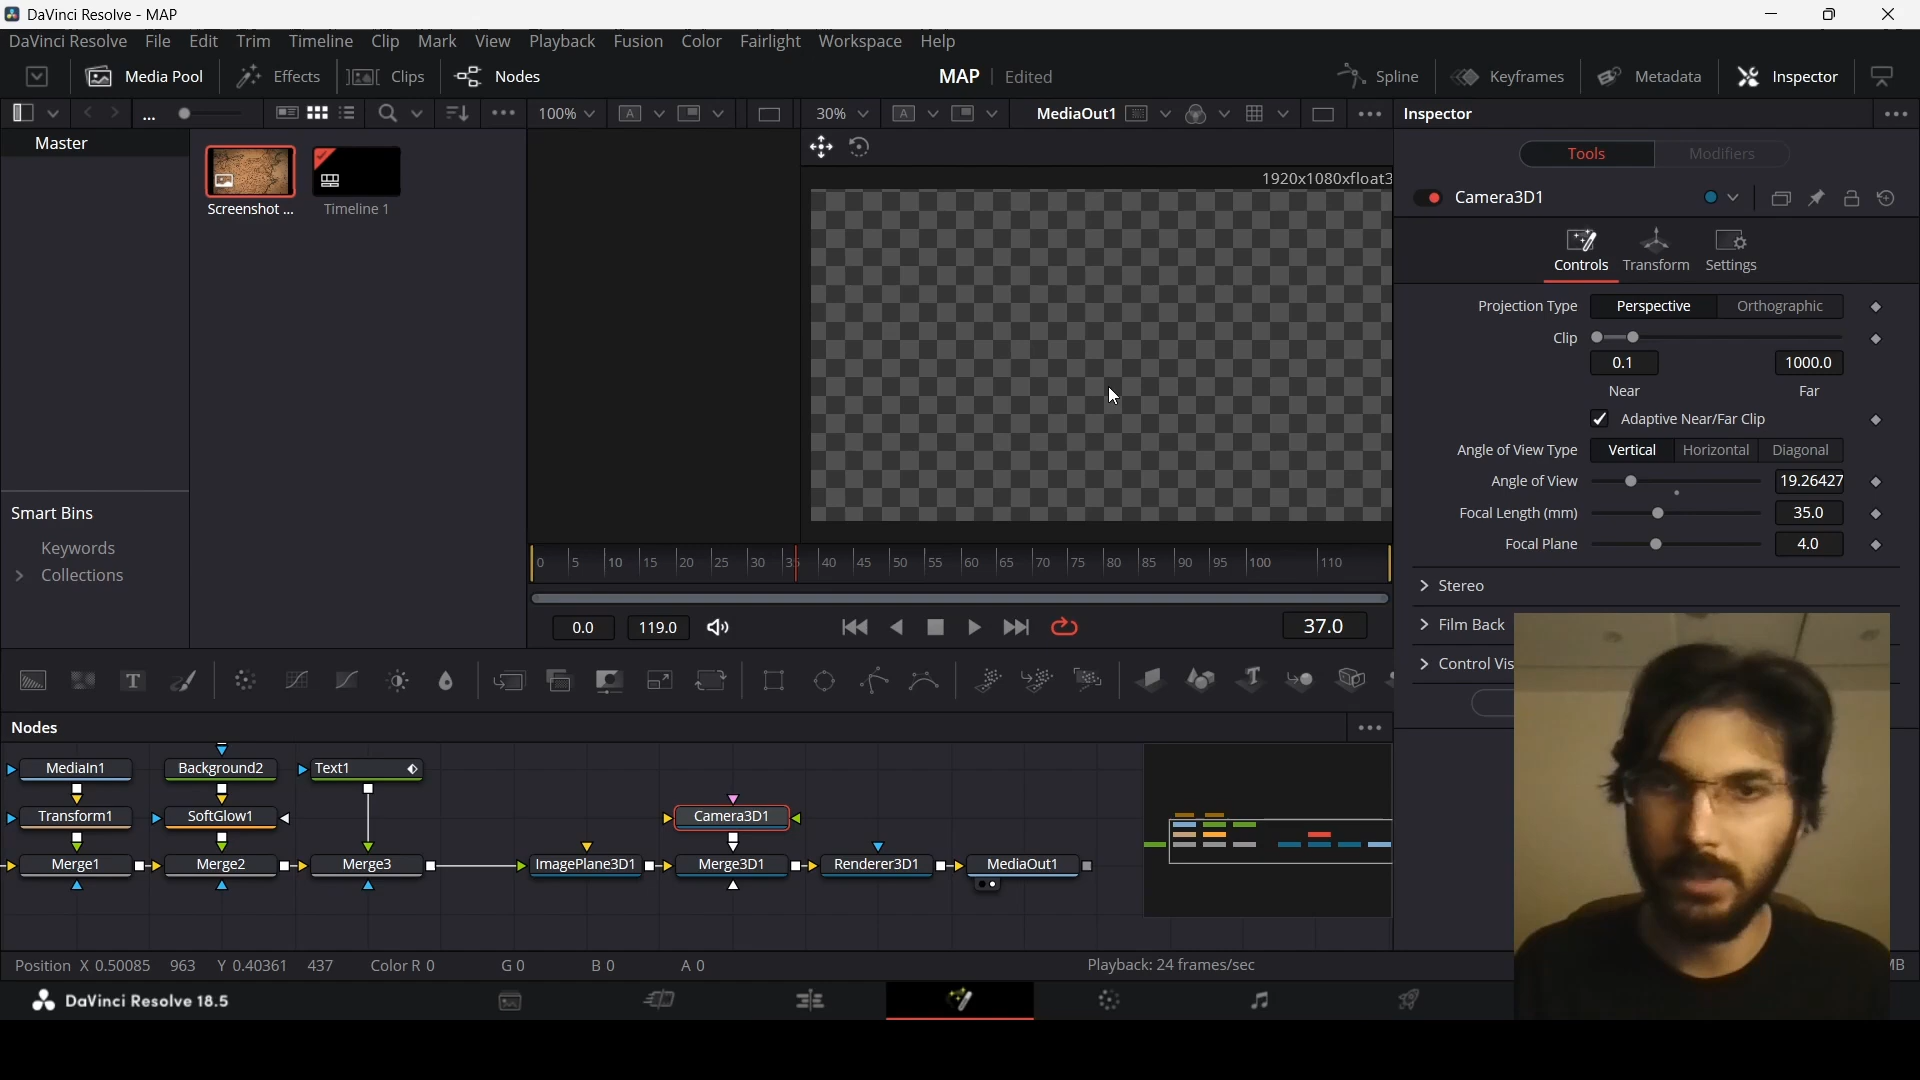 DaVinci Resolve - MAP
DaVinci Resolve File Edit Trim Timeline Clip Mark View Playback Fusion Color Fairlight Workspace Help
Media Pool Effects Clips Nodes MAP Edited Spline Keyframes Metadata Inspector
... 100% A 30% A MediaOut1 Inspector
Master
Screenshot ...
Timeline 1
1920x1080xfloat3
Tools Modifiers
Camera3D1
Controls Transform Settings
Projection Type Perspective Orthographic
Clip
0.1 1000.0
Near Far
Adaptive Near/Far Clip
Angle of View Type Vertical Horizontal Diagonal
Angle of View 19.26427
Focal Length (mm) 35.0
Focal Plane 4.0
Stereo
Film Back
Control Vis
Smart Bins
Keywords
Collections
0 5 10 15 20 25 30 35 40 45 50 55 60 65 70 75 80 85 90 95 100 110
0.0 119.0 37.0
T T
Nodes
MediaIn1 Background2 Text1
Transform1 SoftGlow1 Camera3D1
Merge1 Merge2 Merge3 ImagePlane3D1 Merge3D1 Renderer3D1 MediaOut1
Position X 0.50085 963 Y 0.40361 437 Color R 0 G 0 B 0 A 0 Playback: 24 frames/sec MB
DaVinci Resolve 18.5